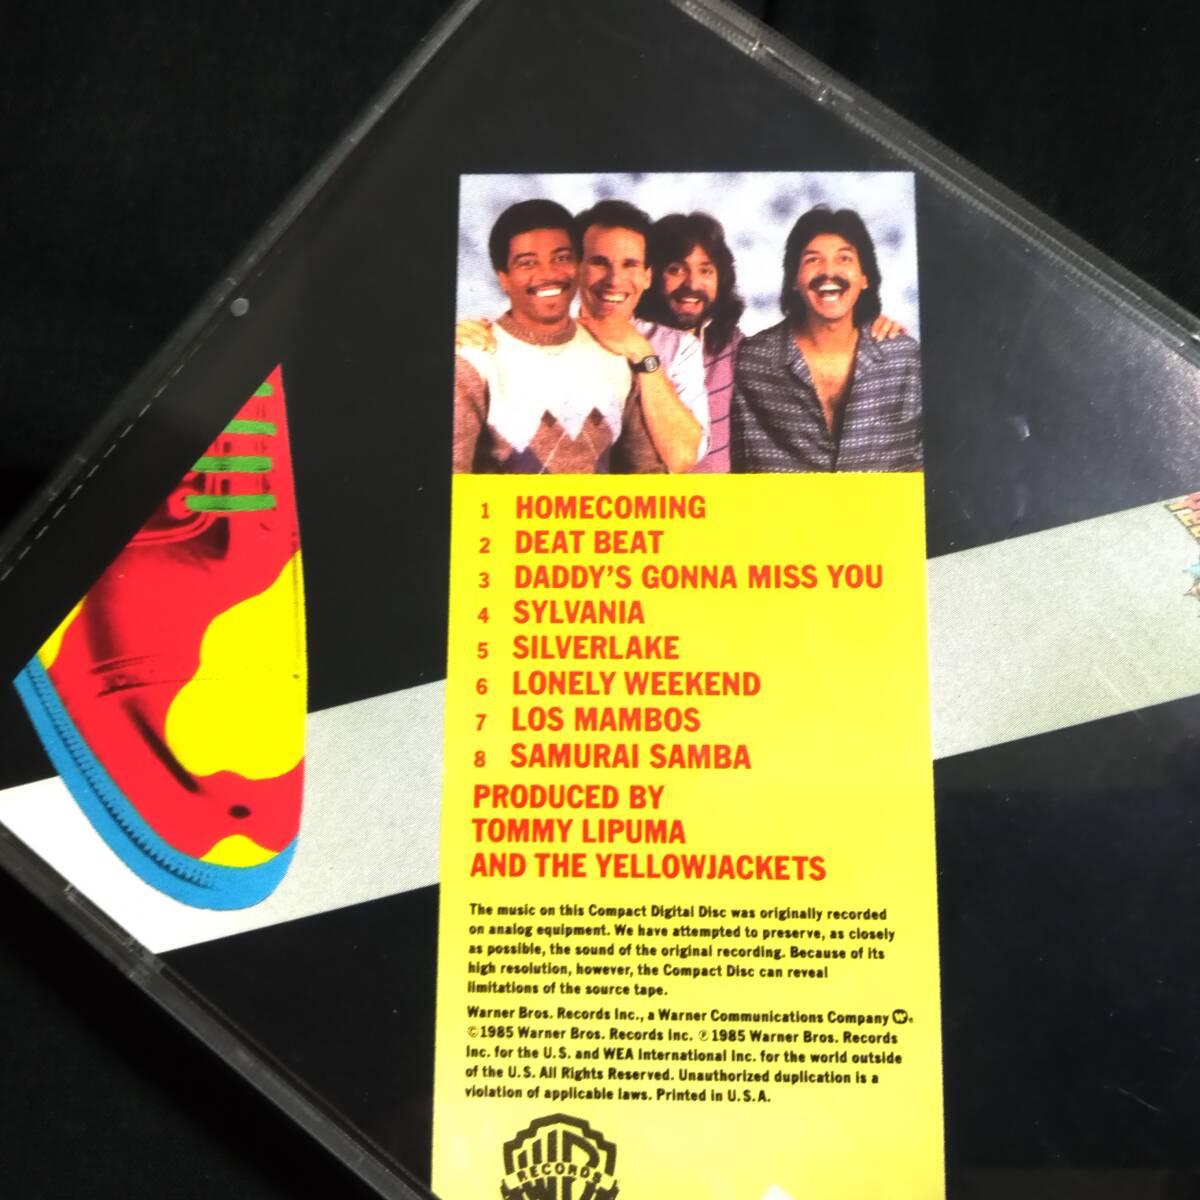 1 HOMECOMING
2 DEAT BEAT
3 DADDY'S GONNA MISS YOU
4 SYLVANIA
5 SILVERLAKE
6 LONELY WEEKEND
7 LOS MAMBOS
8 SAMURAI SAMBA
PRODUCED BY
TOMMY LIPUMA
AND THE YELLOWJACKETS
The music on this Compact Digital Disc was originally recorded
on analog equipment. We have attempted to preserve, as closely
as possible, the sound of the original recording. Because of its
high resolution, however, the Compact Disc can reveal
limitations of the source tape.
Warner Bros. Records Inc., a Warner Communications Company
©1985 Warner Bros. Records Inc. ℗1985 Warner Bros. Records
Inc. for the U.S. and WEA International Inc. for the world outside
of the U.S. All Rights Reserved. Unauthorized duplication is a
violation of applicable laws. Printed in U.S.A.
RECORDS